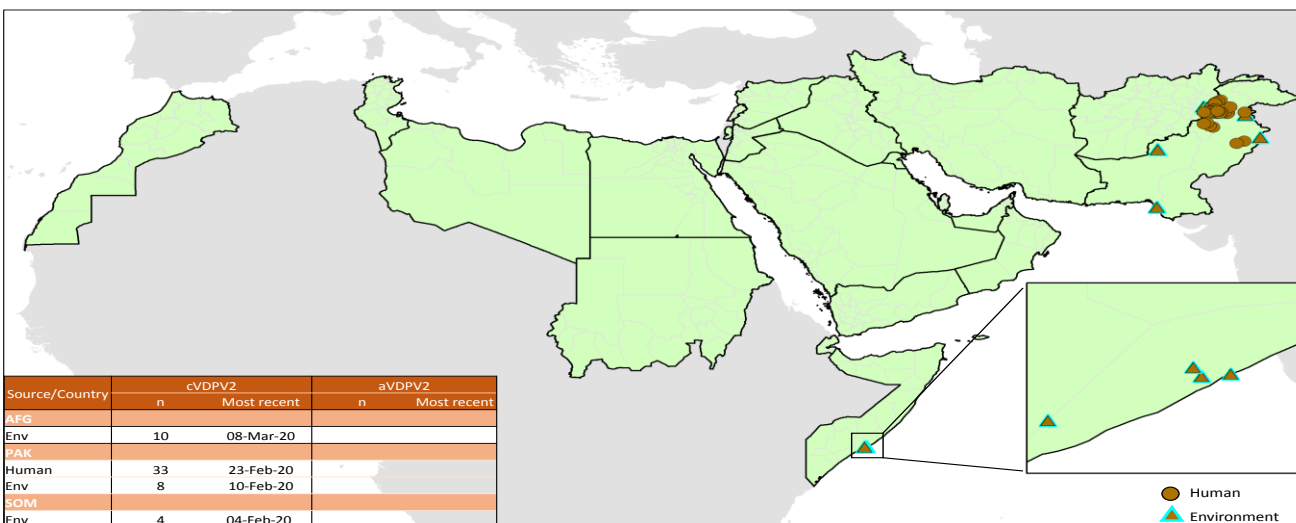 Source/Country cVDPV2 aVDPV2
n Most recent n Most recent
AFG
Env 10 08-Mar-20
PAK
Human 33 23-Feb-20
Env 8 10-Feb-20
SOM
Env 4 04-Feb-20
Human
Environment